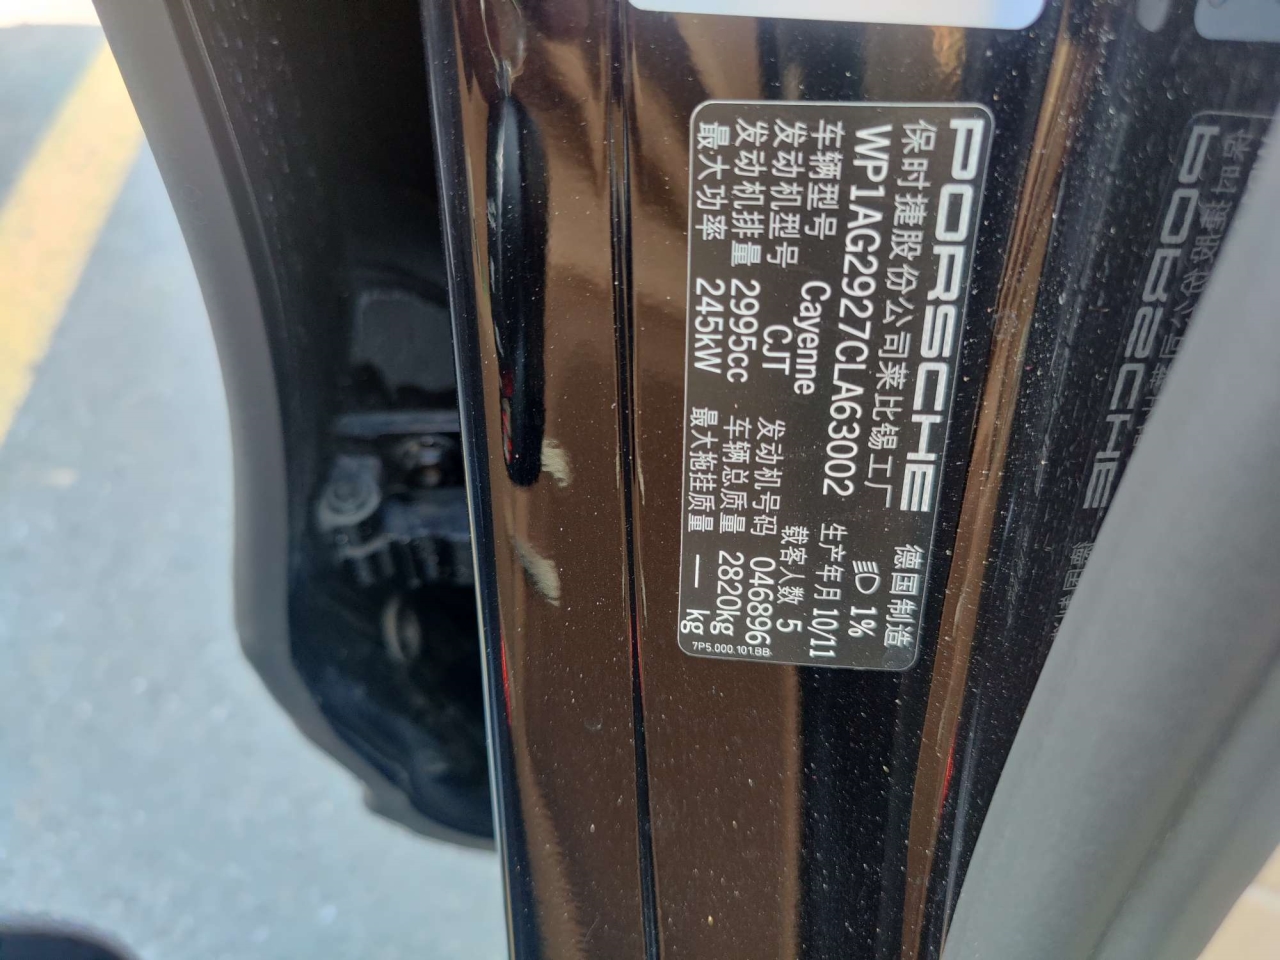 PORSCHE
保时捷股份公司莱比锡工厂 德国制造
WP1AG2927CLA63002 1%
车辆型号 Cayenne 生产年月 10/11
发动机型号 CJT 载客人数 5
发动机排量 2995cc 发动机号码 046896
最大功率 245kW 车辆总质量 2820kg
最大拖挂质量 — kg
7P5.000.101.BB